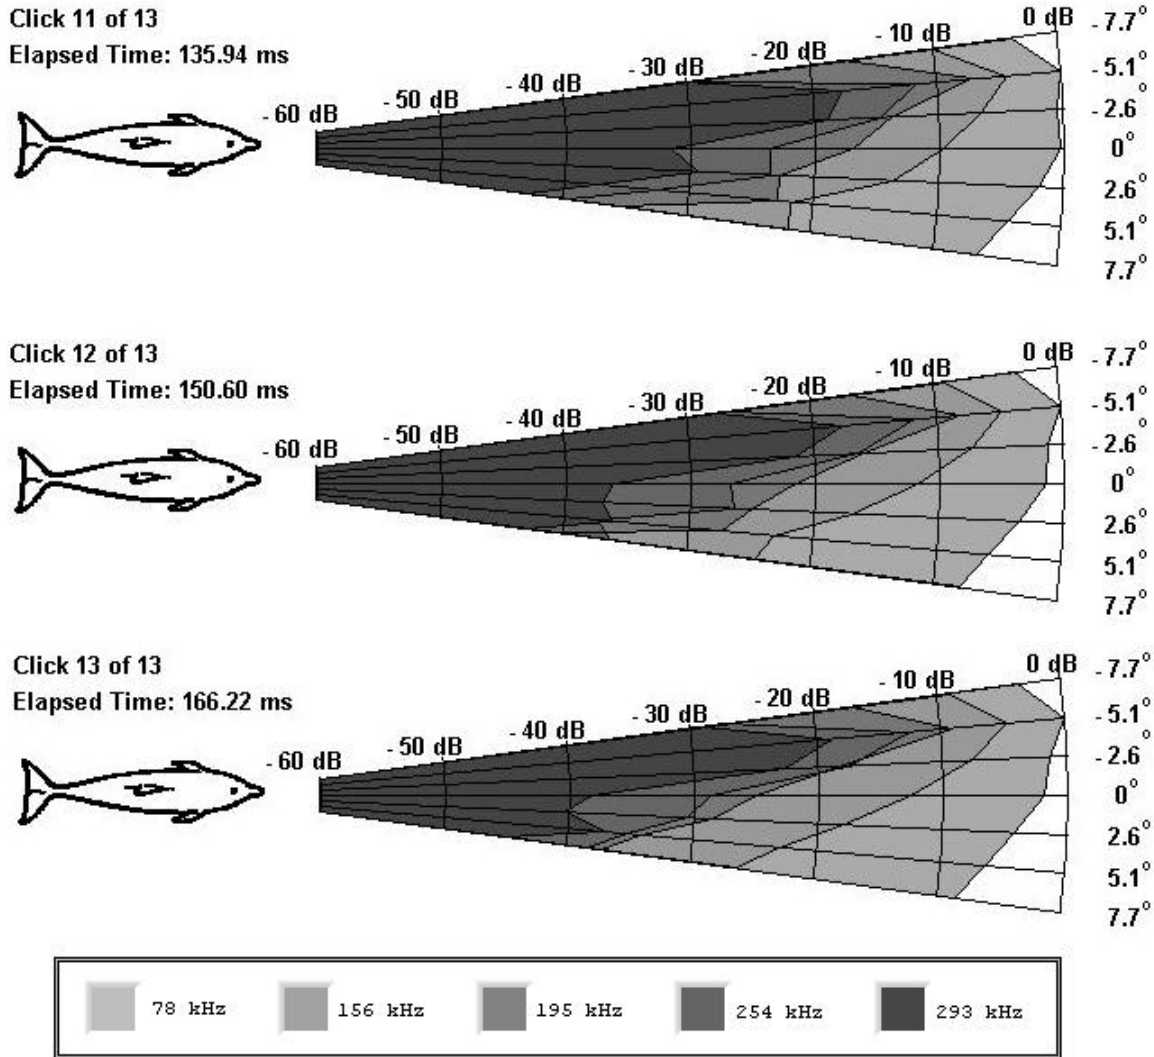 Click 11 of 13
Elapsed Time: 135.94 ms
- 60 dB
- 50 dB
- 40 dB
- 30 dB
- 20 dB
- 10 dB
0 dB
- 7.7°
- 5.1°
- 2.6°
0°
2.6°
5.1°
7.7°
Click 12 of 13
Elapsed Time: 150.60 ms
- 60 dB
- 50 dB
- 40 dB
- 30 dB
- 20 dB
- 10 dB
0 dB
- 7.7°
- 5.1°
- 2.6°
0°
2.6°
5.1°
7.7°
Click 13 of 13
Elapsed Time: 166.22 ms
- 60 dB
- 50 dB
- 40 dB
- 30 dB
- 20 dB
- 10 dB
0 dB
- 7.7°
- 5.1°
- 2.6°
0°
2.6°
5.1°
7.7°
78 kHz
156 kHz
195 kHz
254 kHz
293 kHz